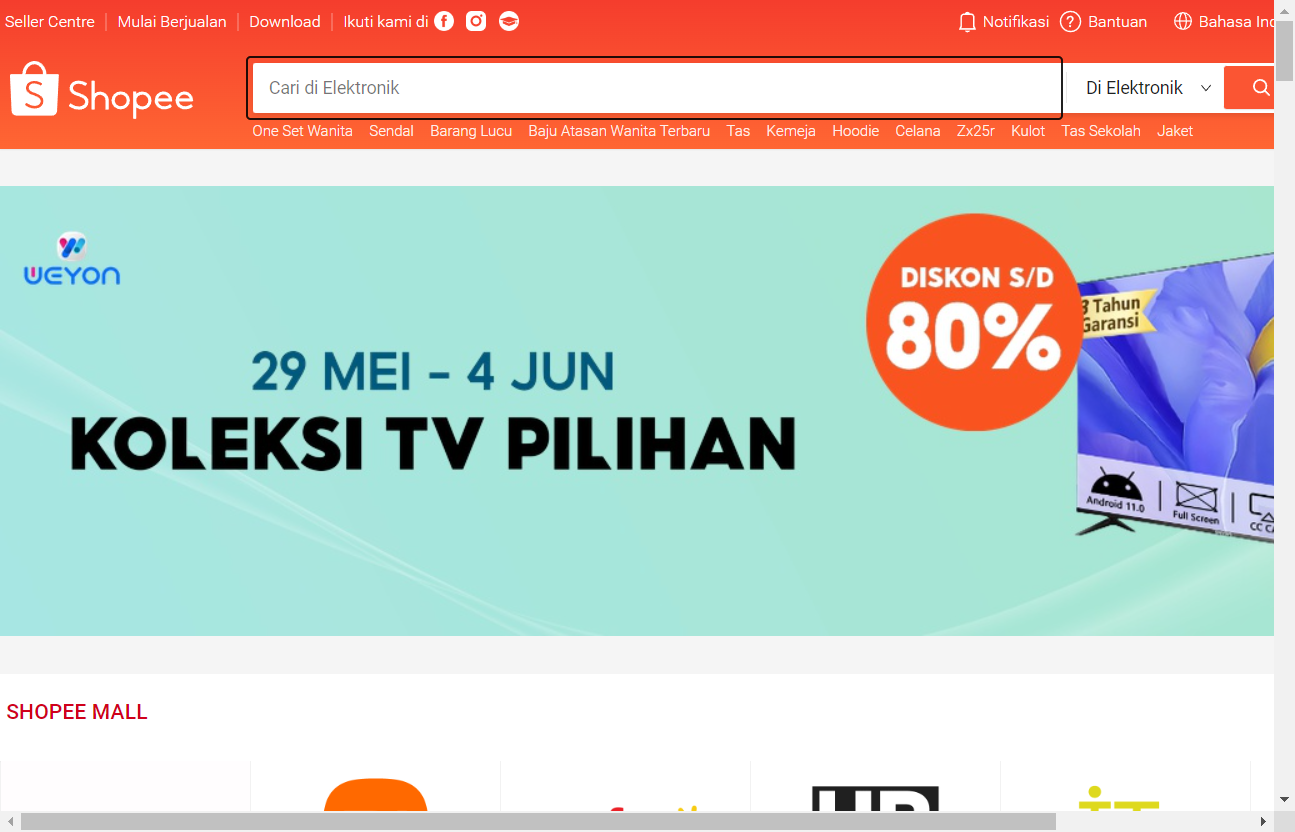 Seller Centre Mulai Berjualan Download Ikuti kami di Notifikasi Bantuan Bahasa
Shopee
Cari di Elektronik Di Elektronik
One Set Wanita Sendal Barang Lucu Baju Atasan Wanita Terbaru Tas Kemeja Hoodie Celana Zx25r Kulot Tas Sekolah Jaket
WEYON
DISKON S/D
80%
3 Tahun
Garansi
29 MEI - 4 JUN
KOLEKSI TV PILIHAN
Android 11.0 Full Screen CC
SHOPEE MALL